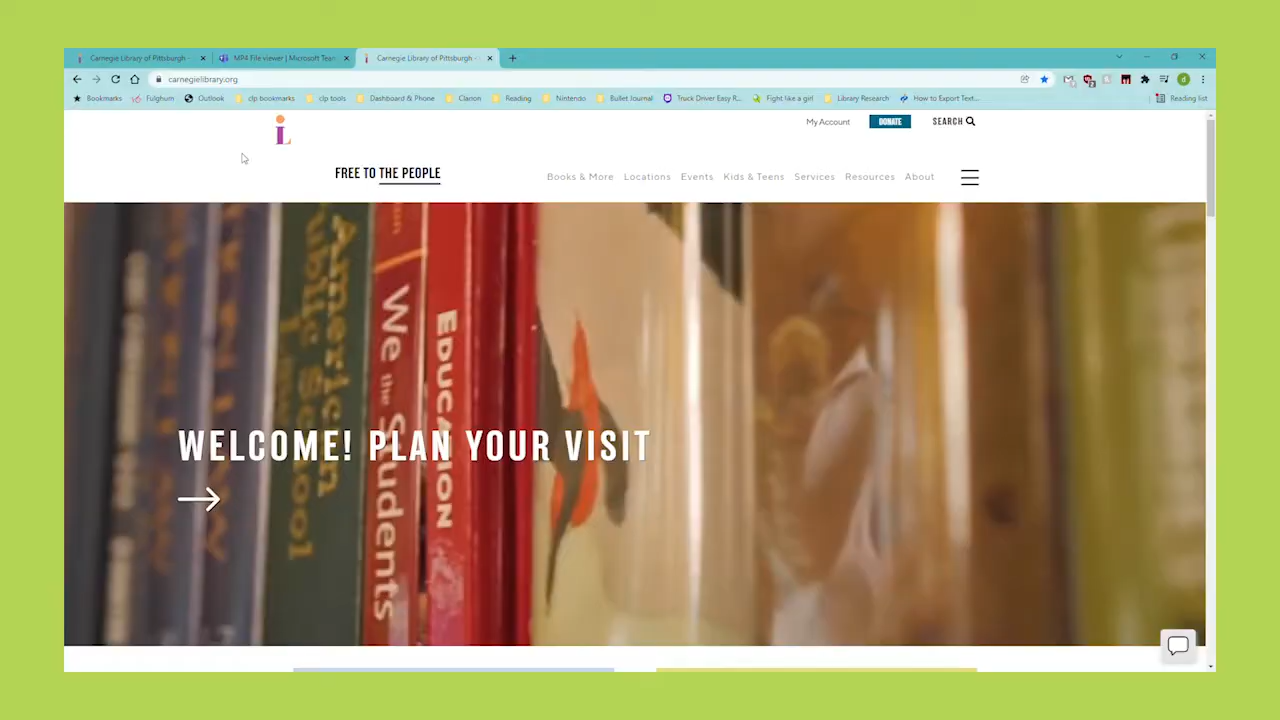 Carnegie Library of Pittsburgh
MP4 File viewer | Microsoft Team
Carnegie Library of Pittsburgh -
carnegielibrary.org
Bookmarks
Fulghum
Outlook
clp bookmarks
clp tools
Dashboard & Phone
Clarion
Reading
Nintendo
Bullet Journal
Truck Driver Easy R...
Fight like a girl
Library Research
How to Export Text...
Reading list
My Account
DONATE
SEARCH
FREE TO THE PEOPLE
Books & More
Locations
Events
Kids & Teens
Services
Resources
About
American
Public School
We the Students
EDUCATION
WELCOME! PLAN YOUR VISIT